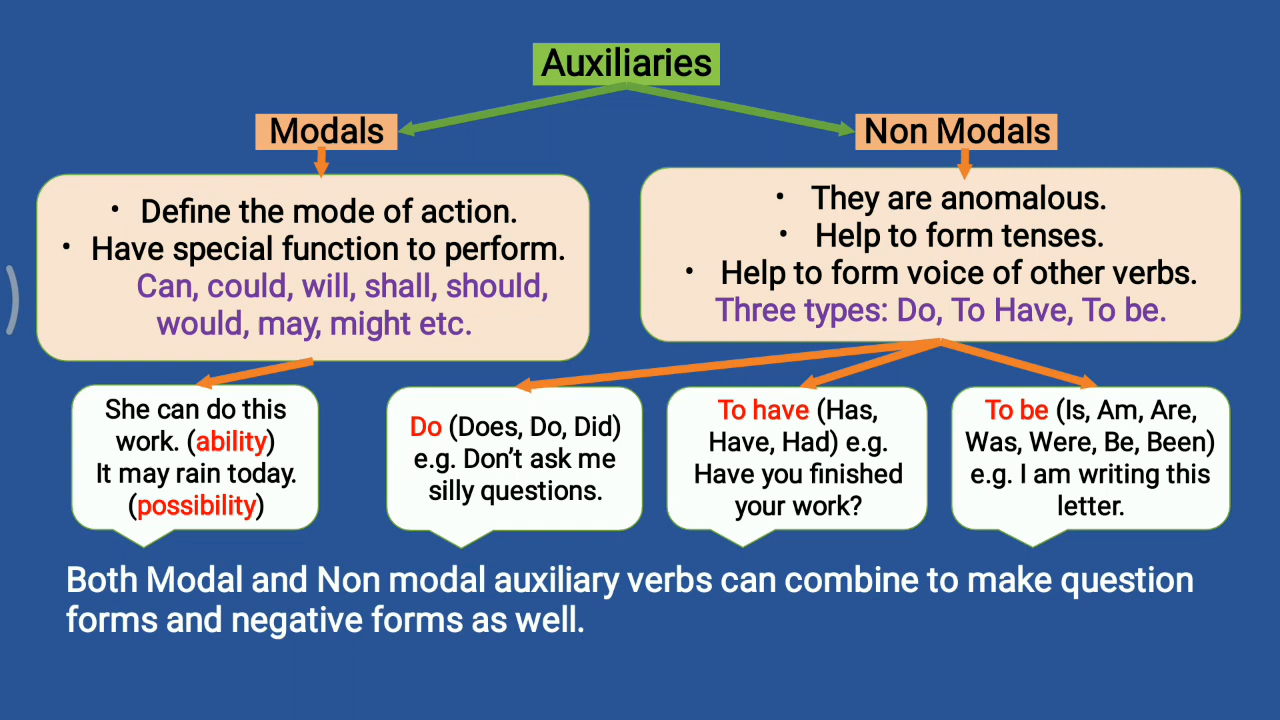 Auxiliaries
Modals
Non Modals
• Define the mode of action.
• Have special function to perform.
Can, could, will, shall, should,
would, may, might etc.
• They are anomalous.
• Help to form tenses.
• Help to form voice of other verbs.
Three types: Do, To Have, To be.
She can do this
work. (ability)
It may rain today.
(possibility)
Do (Does, Do, Did)
e.g. Don’t ask me
silly questions.
To have (Has,
Have, Had) e.g.
Have you finished
your work?
To be (Is, Am, Are,
Was, Were, Be, Been)
e.g. I am writing this
letter.
Both Modal and Non modal auxiliary verbs can combine to make question
forms and negative forms as well.